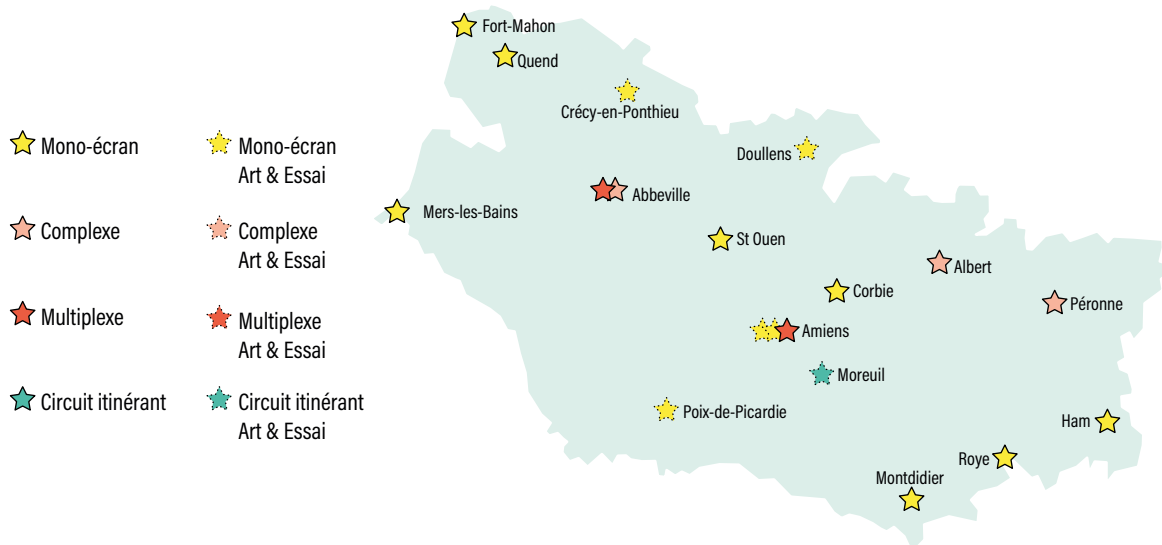 Mono-écran
Mono-écran
Art & Essai
Complexe
Complexe
Art & Essai
Multiplexe
Multiplexe
Art & Essai
Circuit itinérant
Circuit itinérant
Art & Essai
Fort-Mahon
Quend
Crécy-en-Ponthieu
Doullens
Abbeville
Mers-les-Bains
St Ouen
Albert
Corbie
Péronne
Amiens
Moreuil
Poix-de-Picardie
Ham
Roye
Montdidier